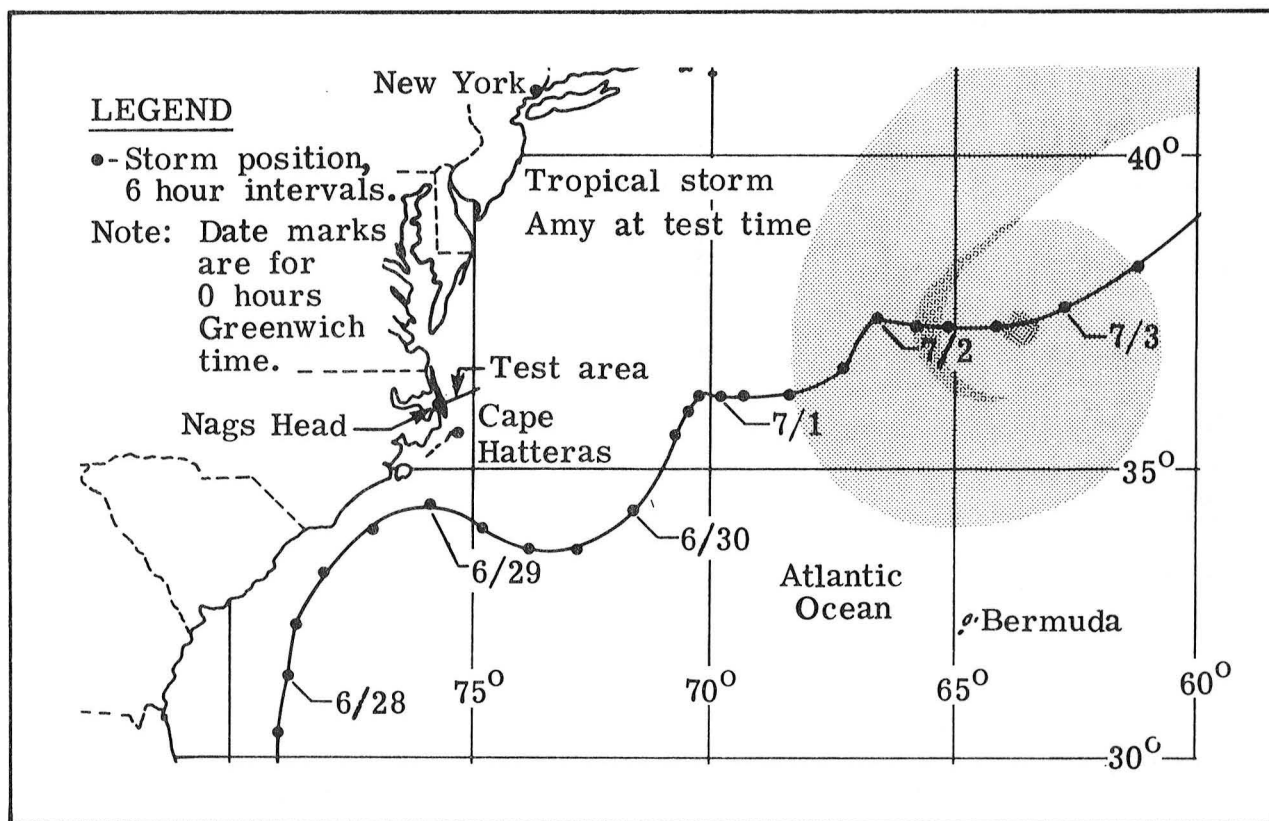 New York
LEGEND
●- Storm position,
6 hour intervals.
Note: Date marks
are for
0 hours
Greenwich
time.
Tropical storm
Amy at test time
40°
7/2
7/3
Test area
Nags Head
Cape
Hatteras
7/1
35°
6/30
6/29
Atlantic
Ocean
Bermuda
75°
70°
65°
60°
6/28
30°